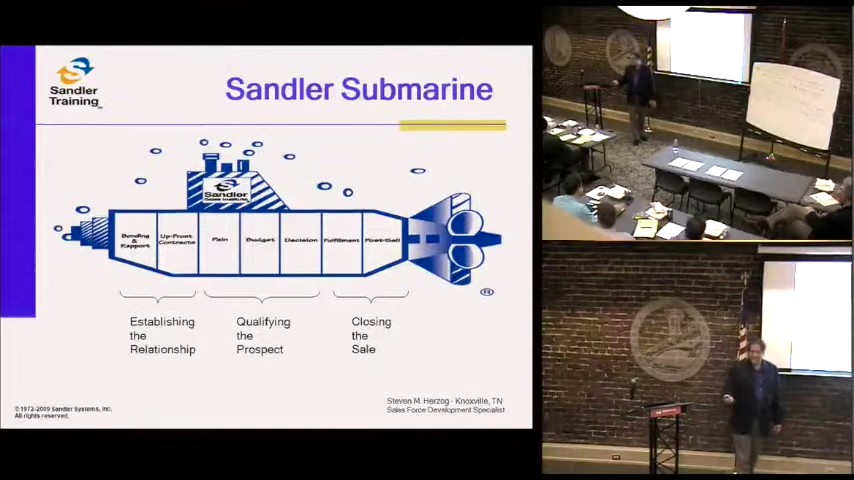 Sandler
Training
Sandler Submarine
Sandler
Sales Institute
Bonding
&
Rapport
Up-Front
Contracts
Pain
Budget
Decision
Fulfillment
Post-Sell
®
Establishing
the
Relationship
Qualifying
the
Prospect
Closing
the
Sale
©1972-2009 Sandler Systems, Inc.
All rights reserved.
Steven M. Herzog - Knoxville, TN
Sales Force Development Specialist